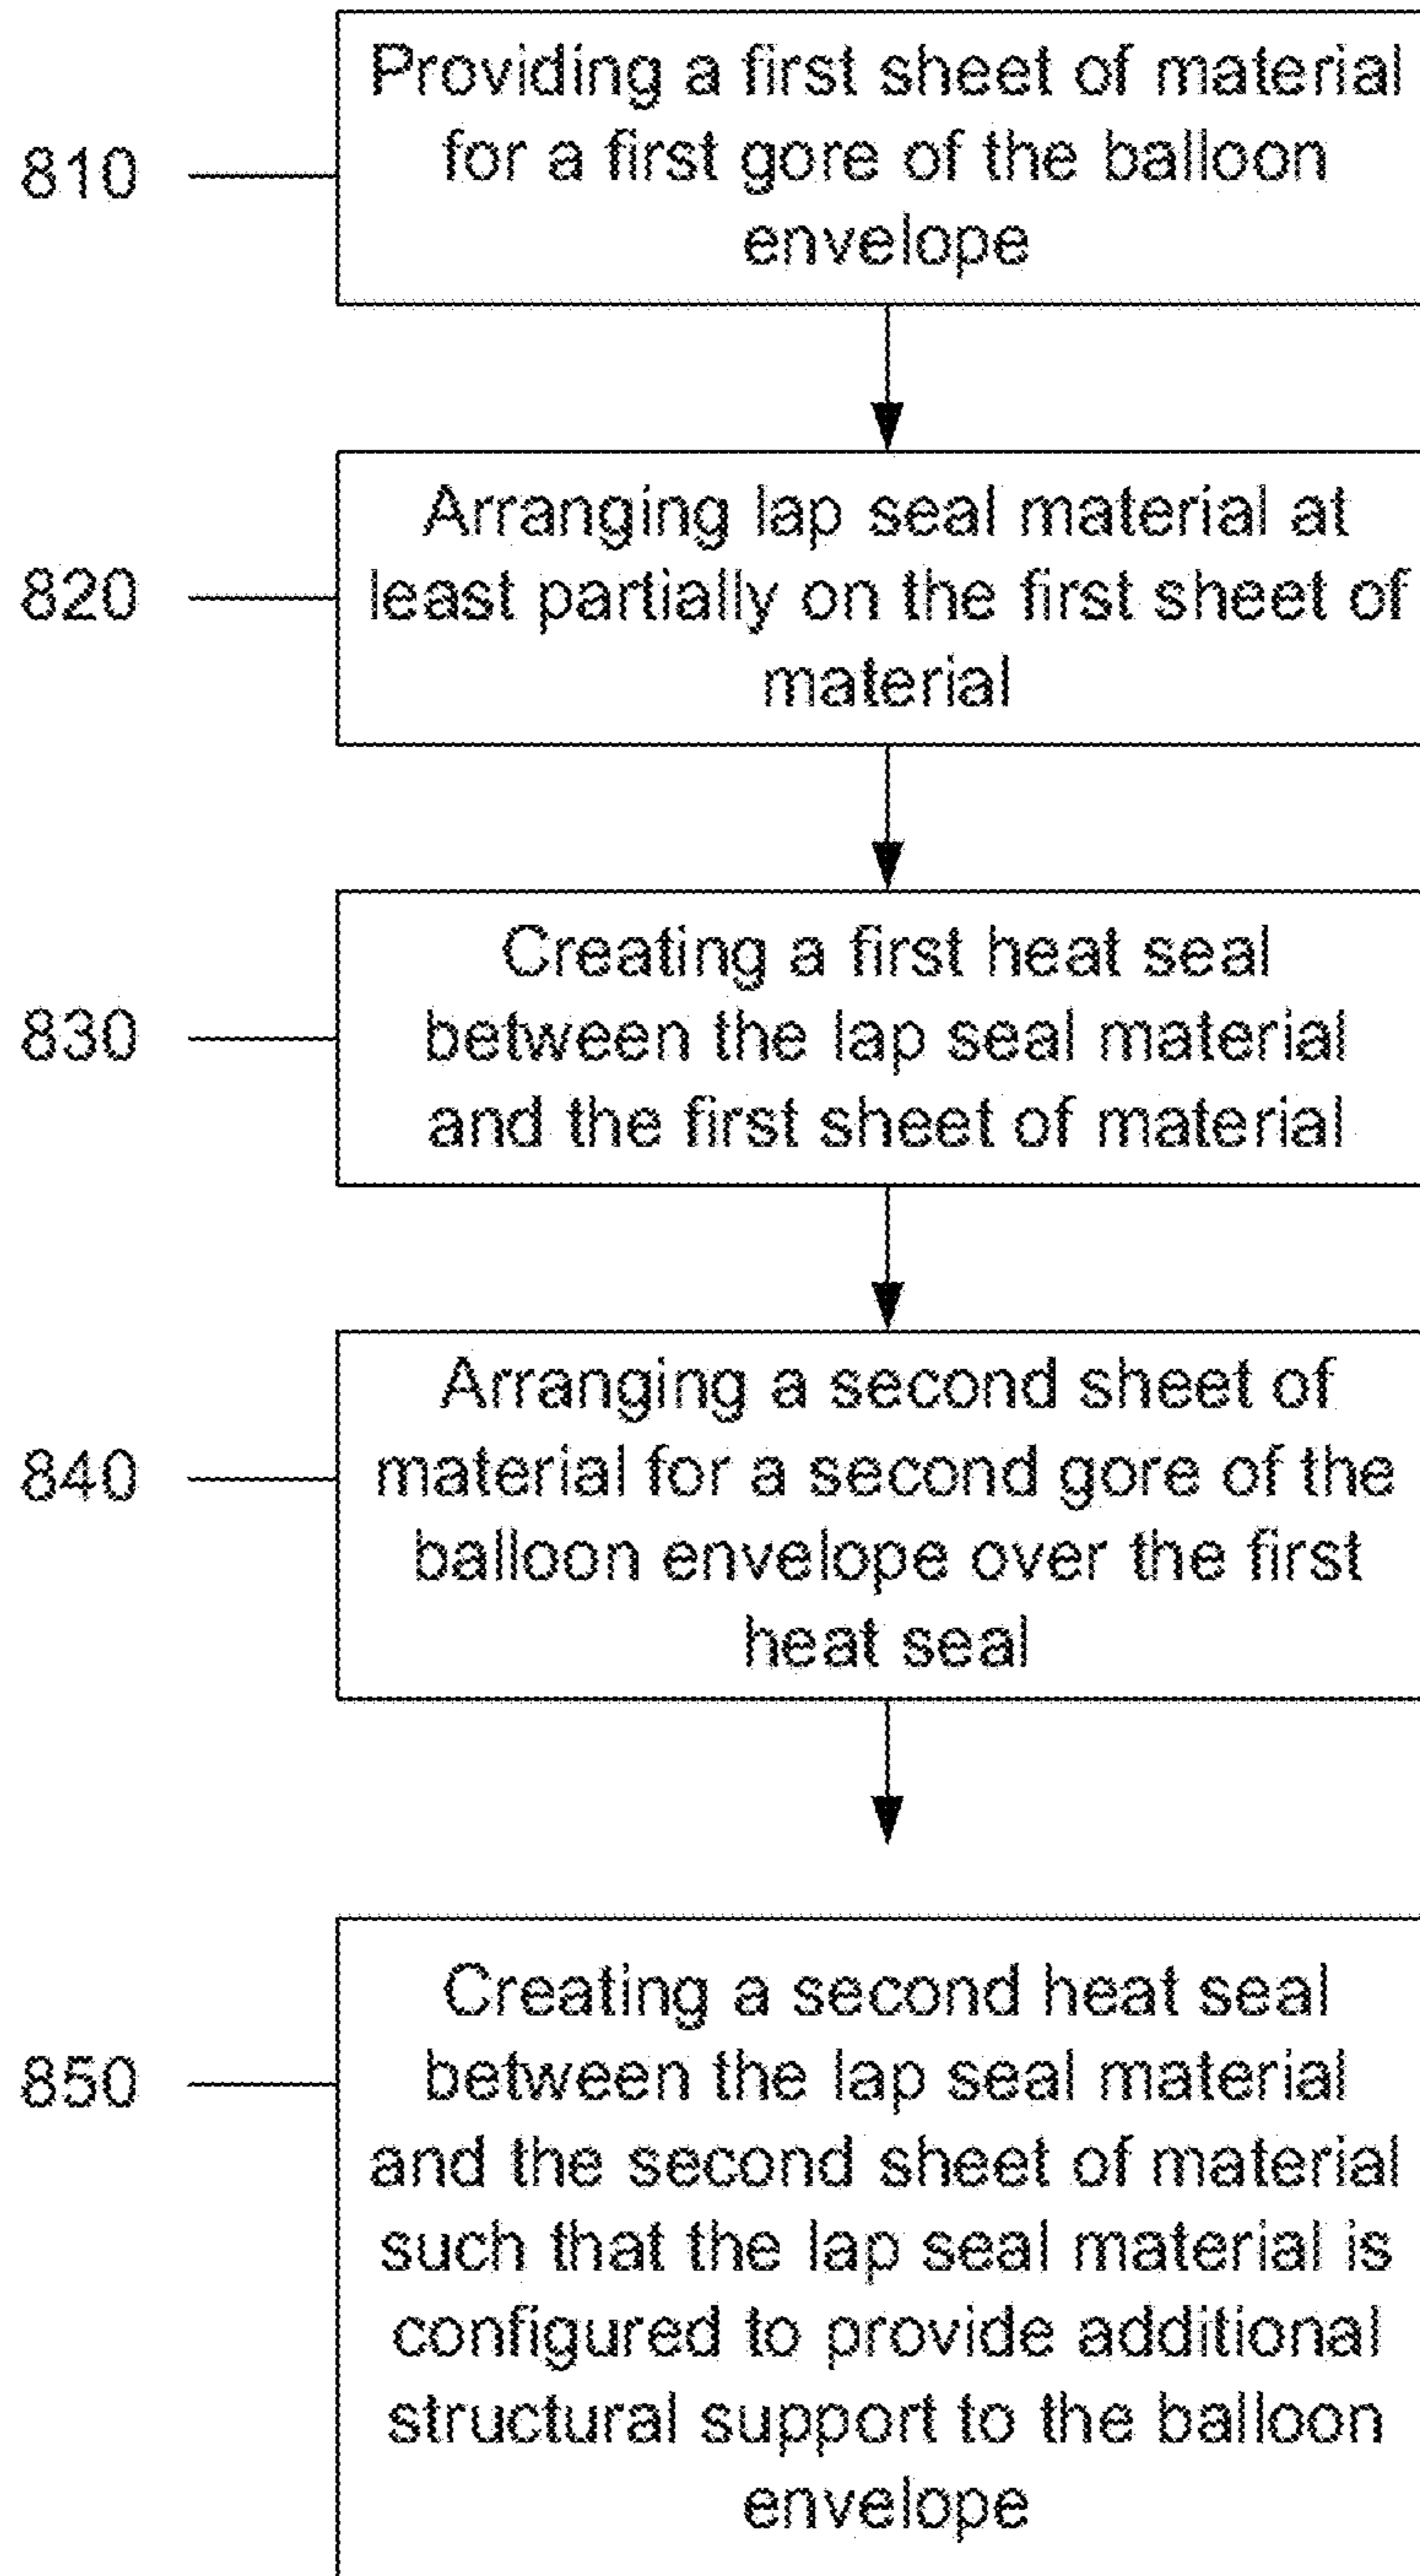 Providing a first sheet of material
for a first gore of the balloon
envelope
810
Arranging lap seal material at
least partially on the first sheet of
material
820
Creating a first heat seal
between the lap seal material
and the first sheet of material
830
Arranging a second sheet of
material for a second gore of the
balloon envelope over the first
heat seal
840
Creating a second heat seal
between the lap seal material
and the second sheet of material
such that the lap seal material is
configured to provide additional
structural support to the balloon
envelope
850